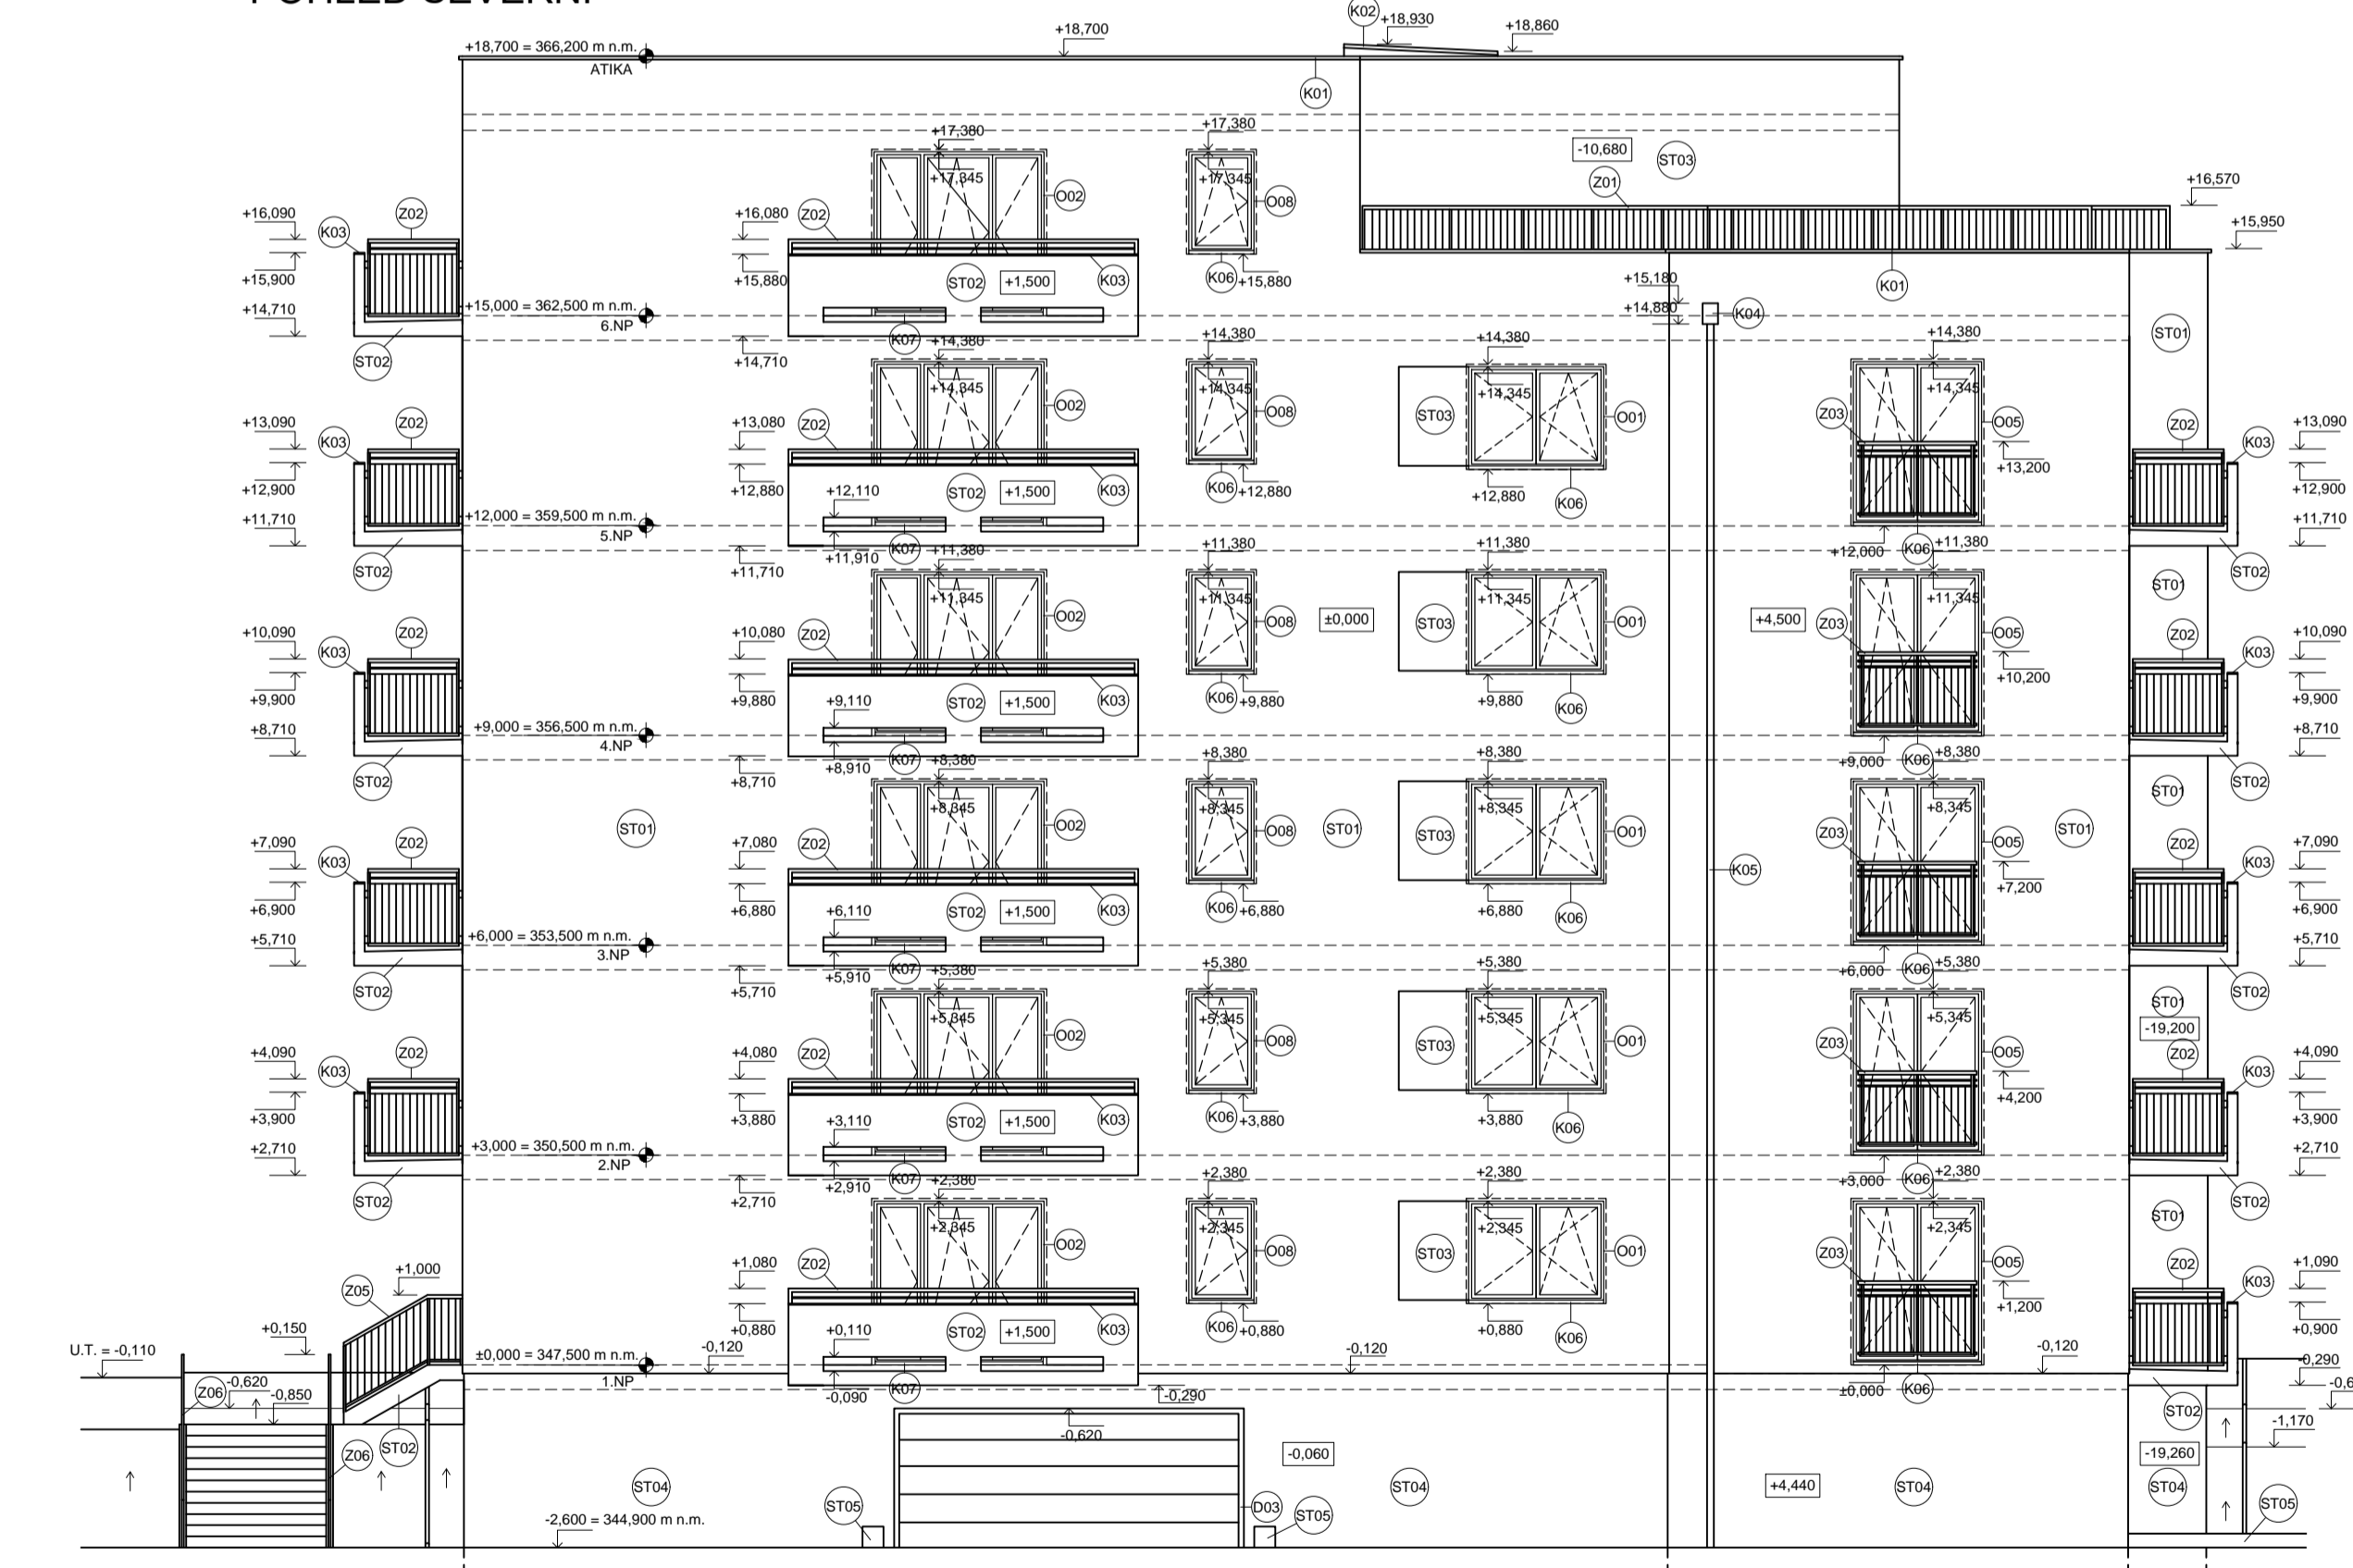 POHLED SEVERNÍ
K02
+18,930
+18,860
+18,700
+18,700 = 366,200 m n.m.
ATIKA
K01
+17,380
+17,380
-10,680
ST03
+17,345
+17,345
Z01
O02
O08
+16,570
+16,090
Z02
+16,080
Z02
K03
+15,950
+15,900
+15,880
ST02
+1,500
K03
K06
+15,880
+15,180
K01
+14,710
+15,000 = 362,500 m n.m.
6.NP
+14,880
K04
ST01
ST02
+14,710
K07
+14,380
+14,380
+14,380
+14,380
+14,345
+14,345
+14,345
+14,345
O02
O08
ST03
O01
Z03
O05
+13,090
Z02
+13,080
Z02
Z02
+13,090
K03
K03
+13,200
+12,900
+12,880
ST02
+1,500
K03
K06
+12,880
+12,880
K06
+12,900
+12,110
+11,710
+12,000 = 359,500 m n.m.
5.NP
+11,710
ST02
+11,710
+11,910
K07
+11,380
+11,380
+11,380
+12,000
K06
+11,380
ST02
+11,345
+11,345
+11,345
+11,345
ST01
O02
O08
±0,000
ST03
O01
+4,500
Z03
O05
+10,090
Z02
+10,080
Z02
Z02
+10,090
K03
K03
+10,200
+9,900
+9,880
ST02
+1,500
K03
K06
+9,880
+9,880
K06
+9,900
+9,110
+8,710
+9,000 = 356,500 m n.m.
4.NP
+8,710
ST02
+8,710
+8,910
K07
+8,380
+8,380
+8,380
+9,000
K06
+8,380
ST02
+8,345
+8,345
+8,345
+8,345
ST01
ST01
O02
O08
ST01
ST03
O01
Z03
O05
ST01
+7,090
Z02
+7,080
Z02
K05
Z02
+7,090
K03
K03
+7,200
+6,900
+6,880
ST02
+1,500
K03
K06
+6,880
+6,880
K06
+6,900
+6,110
+5,710
+6,000 = 353,500 m n.m.
3.NP
+5,710
ST02
+5,710
+5,910
K07
+5,380
+5,380
+5,380
+6,000
K06
+5,380
ST02
+5,345
+5,345
+5,345
+5,345
ST01
-19,200
O02
O08
ST03
O01
Z03
O05
+4,090
Z02
+4,080
Z02
Z02
+4,090
K03
K03
+4,200
+3,900
+3,880
ST02
+1,500
K03
K06
+3,880
+3,880
K06
+3,900
+3,110
+2,710
+3,000 = 350,500 m n.m.
2.NP
+2,710
ST02
+2,710
+2,910
K07
+2,380
+2,380
+2,380
+3,000
K06
+2,380
ST02
+2,345
+2,345
+2,345
+2,345
ST01
O02
O08
ST03
O01
Z03
O05
+1,000
Z05
+1,080
Z02
Z02
+1,090
K03
+1,200
+0,150
+0,880
ST02
+1,500
K03
K06
+0,880
+0,880
K06
+0,900
U.T. = -0,110
±0,000 = 347,500 m n.m.
1.NP
-0,120
+0,110
-0,120
-0,120
-0,290
Z06
-0,620
-0,850
-0,090
K07
-0,290
±0,000
K06
ST02
-0,6
-1,170
-0,620
ST02
Z06
-0,060
-19,260
ST04
ST04
+4,440
ST04
ST04
ST05
D03
ST05
ST05
-2,600 = 344,900 m n.m.